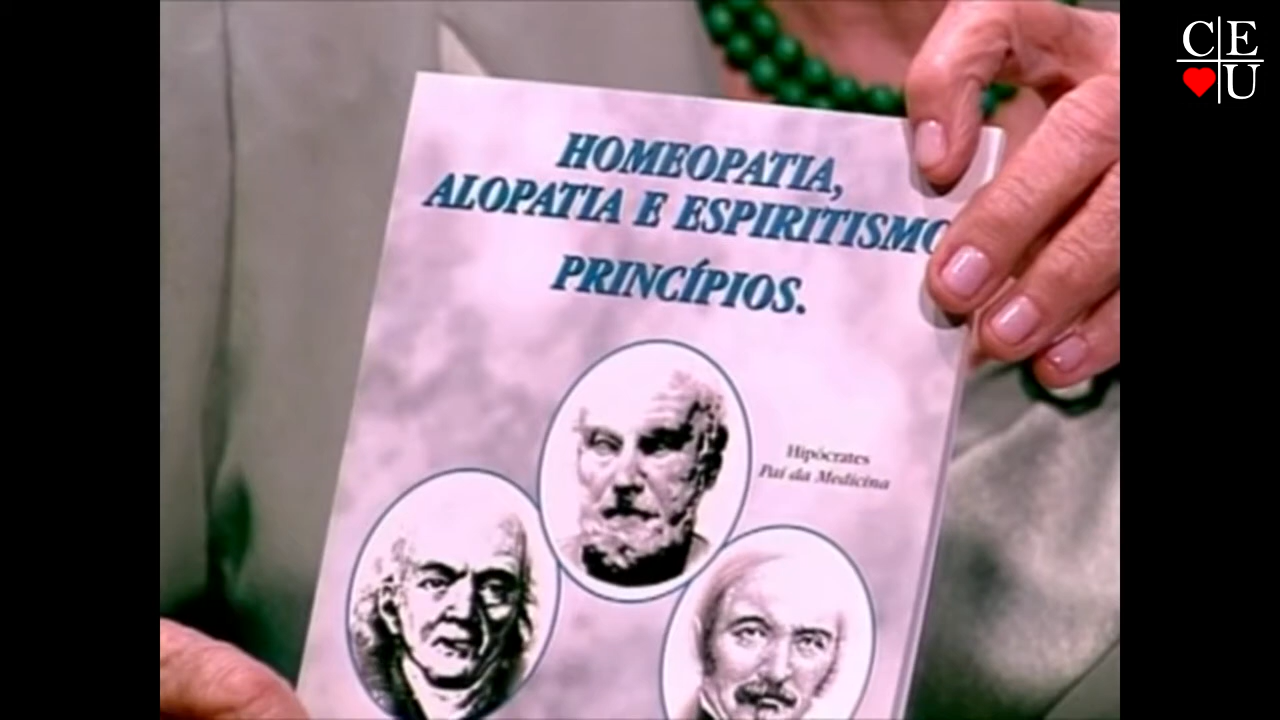 CE
U
HOMEOPATIA,
ALOPATIA E ESPIRITISMO
PRINCÍPIOS.
Hipócrates
Pai da Medicina